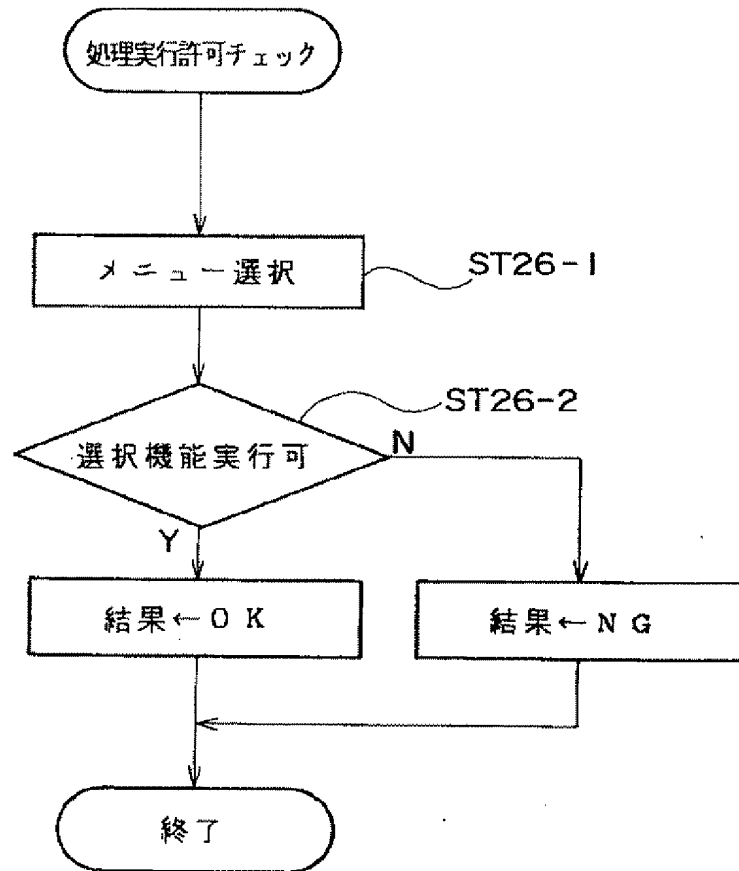 処理実行許可チェック
メニュー選択
ST26-1
ST26-2
選択機能実行可
N
Y
結果←OK
結果←NG
終了